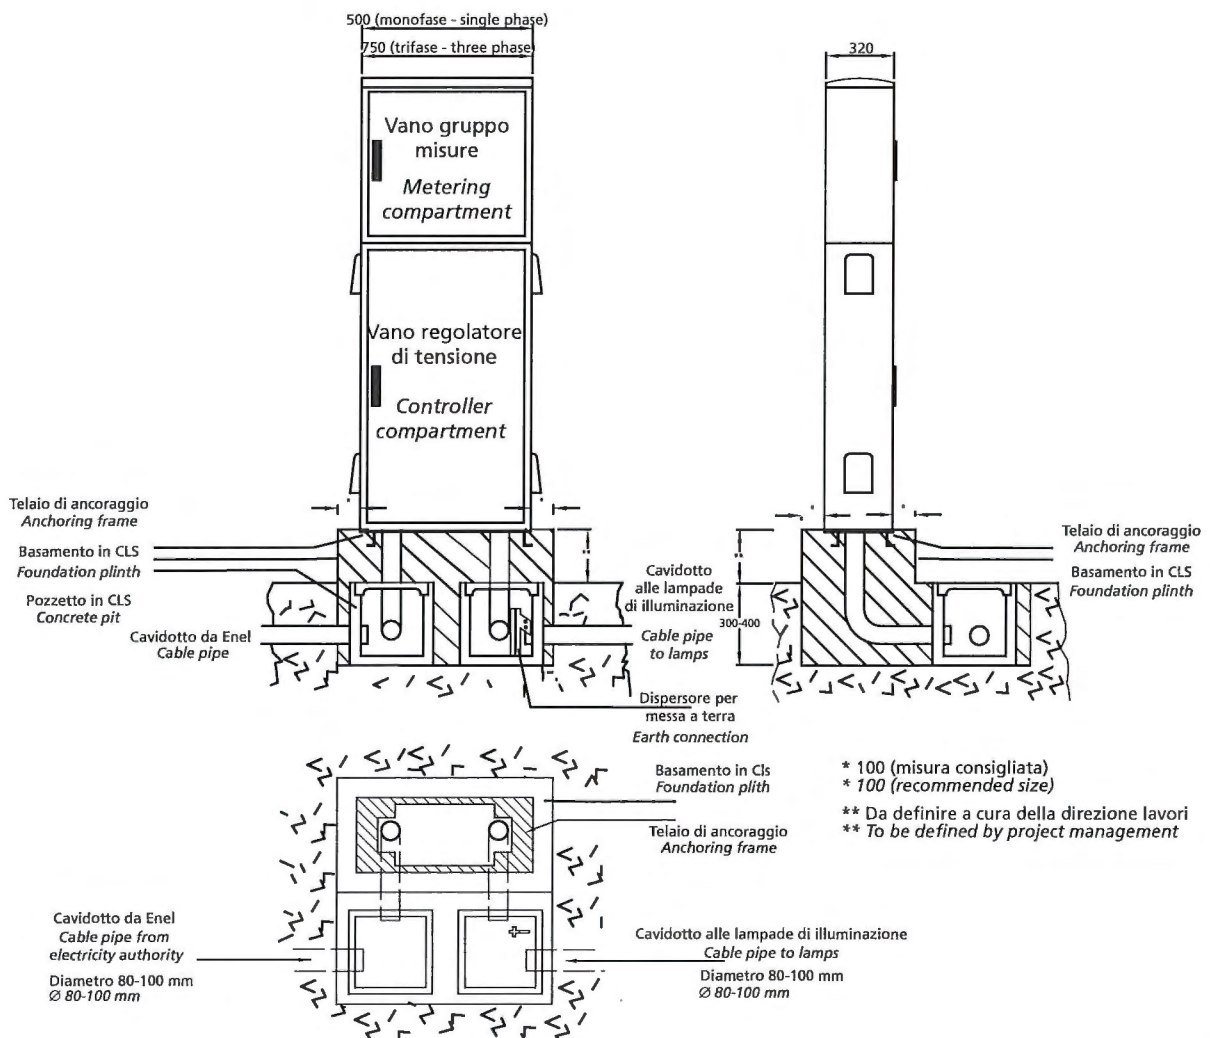 500 (monofase - single phase)
750 (trifase - three phase)
320
Vano gruppo
misure
Metering
compartment
Vano regolatore
di tensione
Controller
compartment
Telaio di ancoraggio
Anchoring frame
Basamento in CLS
Foundation plinth
Pozzetto in CLS
Concrete pit
Cavidotto da Enel
Cable pipe
*
*
**
Cavidotto
alle lampade
di illuminazione
Cable pipe
to lamps
300-400
Dispersore per
messa a terra
Earth connection
*
*
**
Telaio di ancoraggio
Anchoring frame
Basamento in CLS
Foundation plinth
Basamento in Cls
Foundation plith
Telaio di ancoraggio
Anchoring frame
* 100 (misura consigliata)
* 100 (recommended size)
** Da definire a cura della direzione lavori
** To be defined by project management
Cavidotto da Enel
Cable pipe from
electricity authority
Diametro 80-100 mm
Ø 80-100 mm
Cavidotto alle lampade di illuminazione
Cable pipe to lamps
Diametro 80-100 mm
Ø 80-100 mm